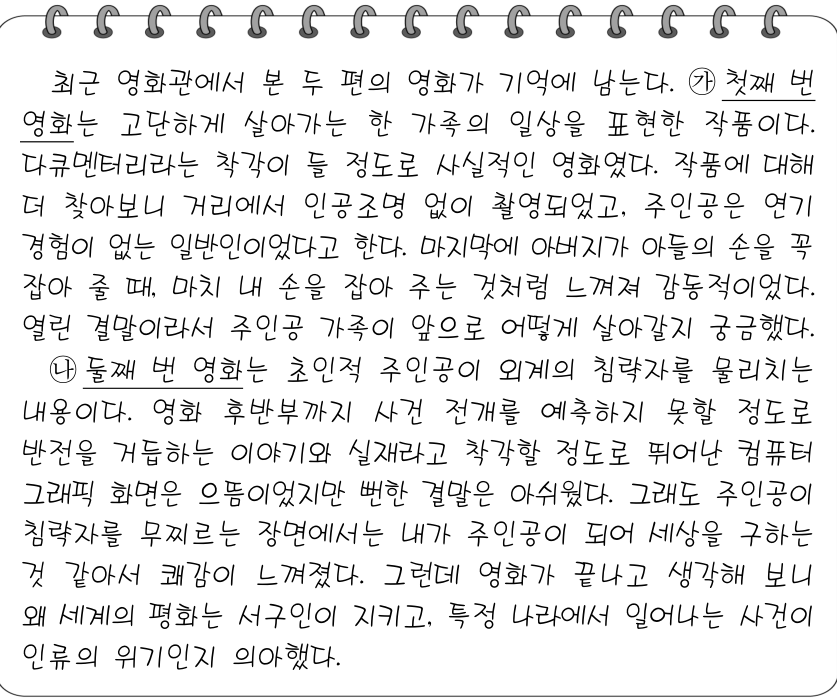 최근 영화관에서 본 두 편의 영화가 기억에 남는다. ㉮ 첫째 번
영화는 고단하게 살아가는 한 가족의 일상을 표현한 작품이다.
다큐멘터리라는 착각이 들 정도로 사실적인 영화였다. 작품에 대해
더 찾아보니 거리에서 인공조명 없이 촬영되었고, 주인공은 연기
경험이 없는 일반인이었다고 한다. 마지막에 아버지가 아들의 손을 꼭
잡아 줄 때, 마치 내 손을 잡아 주는 것처럼 느껴져 감동적이었다.
열린 결말이라서 주인공 가족이 앞으로 어떻게 살아갈지 궁금했다.
㉯ 둘째 번 영화는 초인적 주인공이 외계의 침략자를 물리치는
내용이다. 영화 후반부까지 사건 전개를 예측하지 못할 정도로
반전을 거듭하는 이야기와 실재라고 착각할 정도로 뛰어난 컴퓨터
그래픽 화면은 으뜸이었지만 뻔한 결말은 아쉬웠다. 그래도 주인공이
침략자를 무찌르는 장면에서는 내가 주인공이 되어 세상을 구하는
것 같아서 쾌감이 느껴졌다. 그런데 영화가 끝나고 생각해 보니
왜 세계의 평화는 서구인이 지키고, 특정 나라에서 일어나는 사건이
인류의 위기인지 의아했다.